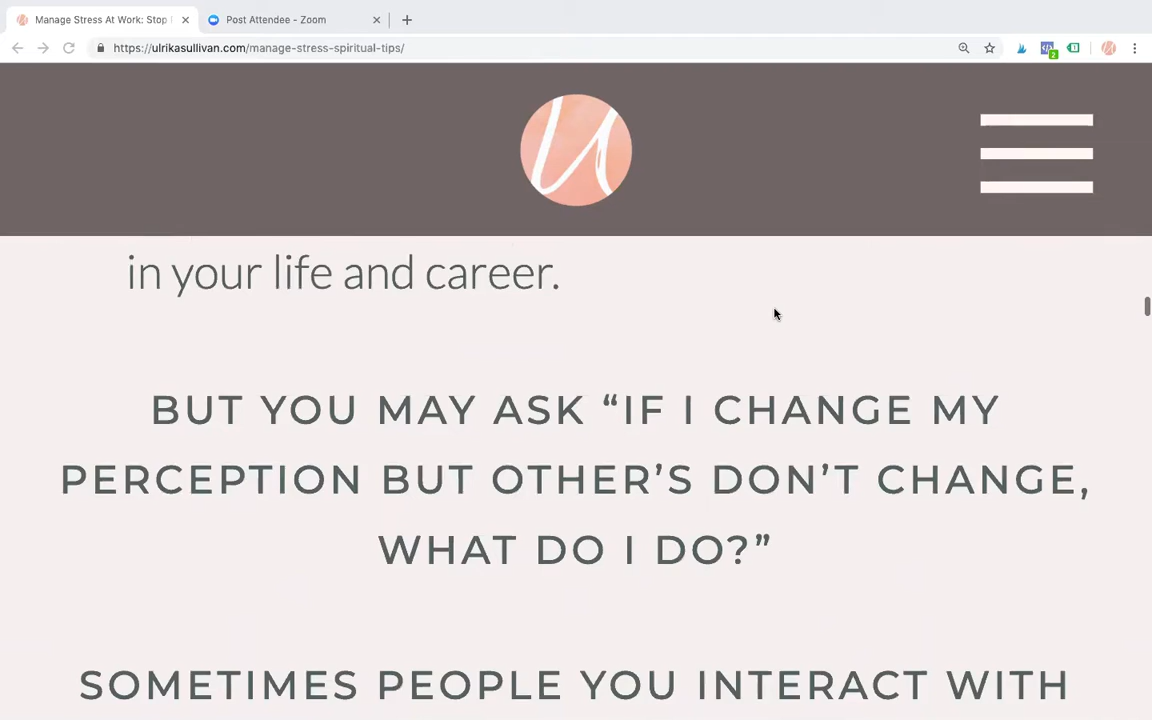 Manage Stress At Work: Stop
Post Attendee - Zoom
https://ulrikasullivan.com/manage-stress-spiritual-tips/
2
U
in your life and career.
BUT YOU MAY ASK “IF I CHANGE MY
PERCEPTION BUT OTHER’S DON’T CHANGE,
WHAT DO I DO?”
SOMETIMES PEOPLE YOU INTERACT WITH